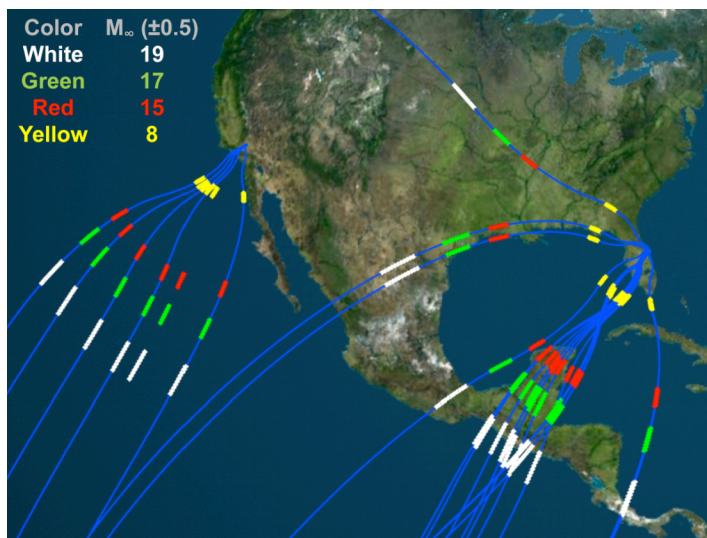 Color M∞ (±0.5)
White 19
Green 17
Red 15
Yellow 8